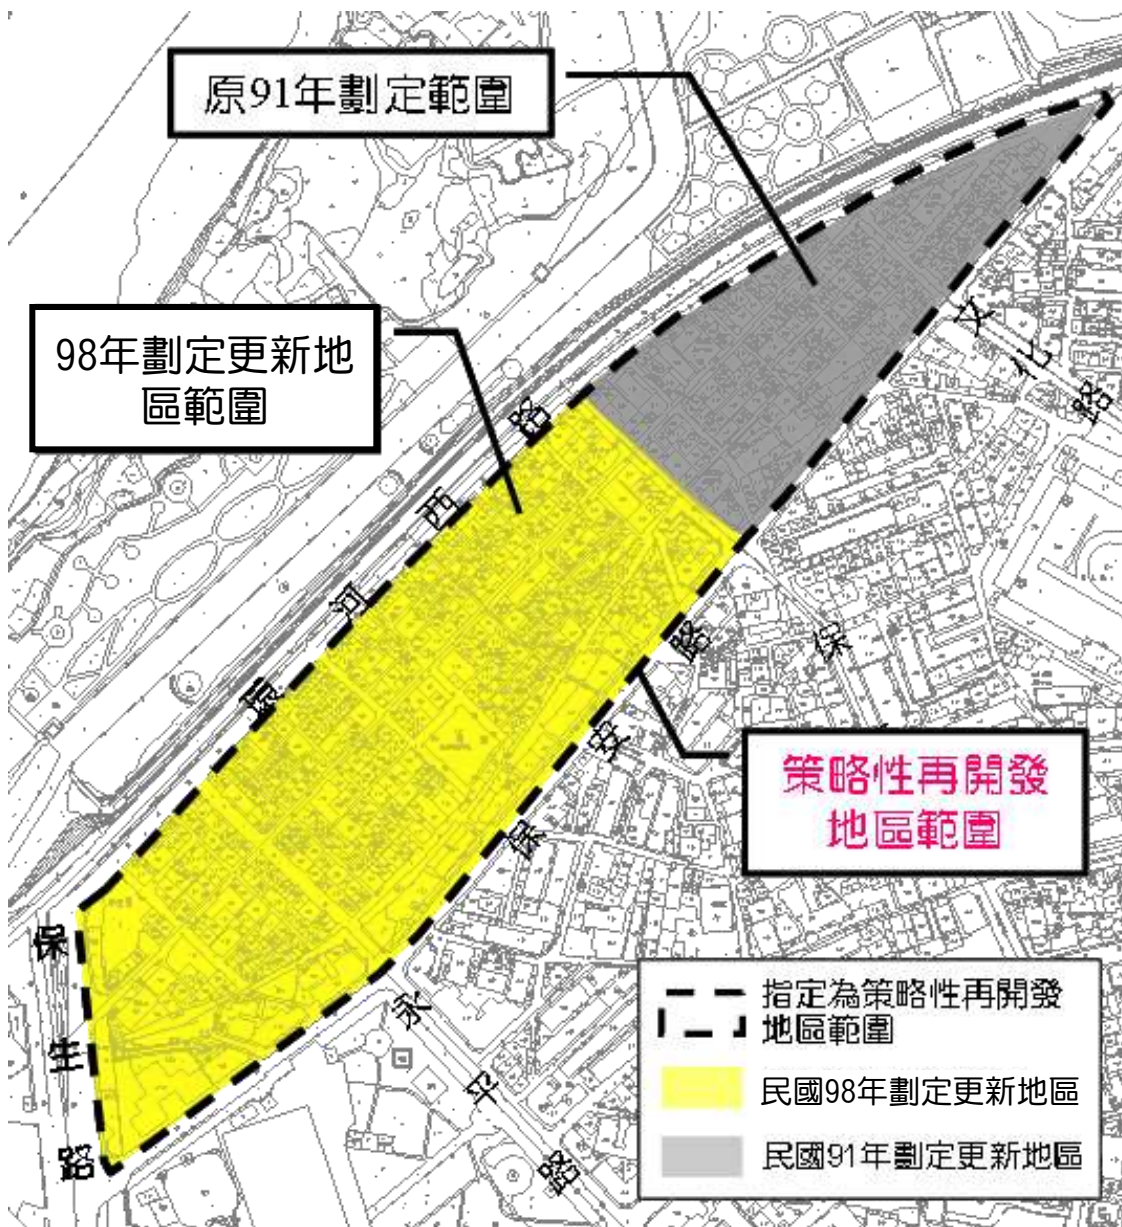 原91年劃定範圍
98年劃定更新地
區範圍
文化路
環河西路
保
保安路
策略性再開發
地區範圍
保生路
永平路
指定為策略性再開發
地區範圍
民國98年劃定更新地區
民國91年劃定更新地區